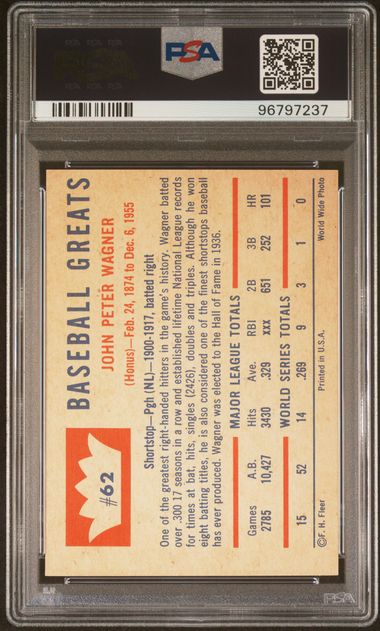 PSA
96797237
#62
BASEBALL GREATS
JOHN PETER WAGNER
(Honus)—Feb. 24, 1874 to Dec. 6, 1955
Shortstop—Pgh (NL)—1900-1917, batted right
One of the greatest right-handed hitters in the game's history. Wagner batted
over .300 17 seasons in a row and established lifetime National League records
for times at bat, hits, singles (2426), doubles and triples. Although he won
eight batting titles, he is also considered one of the finest shortstops baseball
has ever produced. Wagner was elected to the Hall of Fame in 1936.
MAJOR LEAGUE TOTALS
Games A.B. Hits Ave. RBI 2B 3B HR
2785 10,427 3430 .329 xxx 651 252 101
WORLD SERIES TOTALS
15 52 14 .269 9 3 1 0
©F. H. Fleer Printed in U.S.A. World Wide Photo
PSA